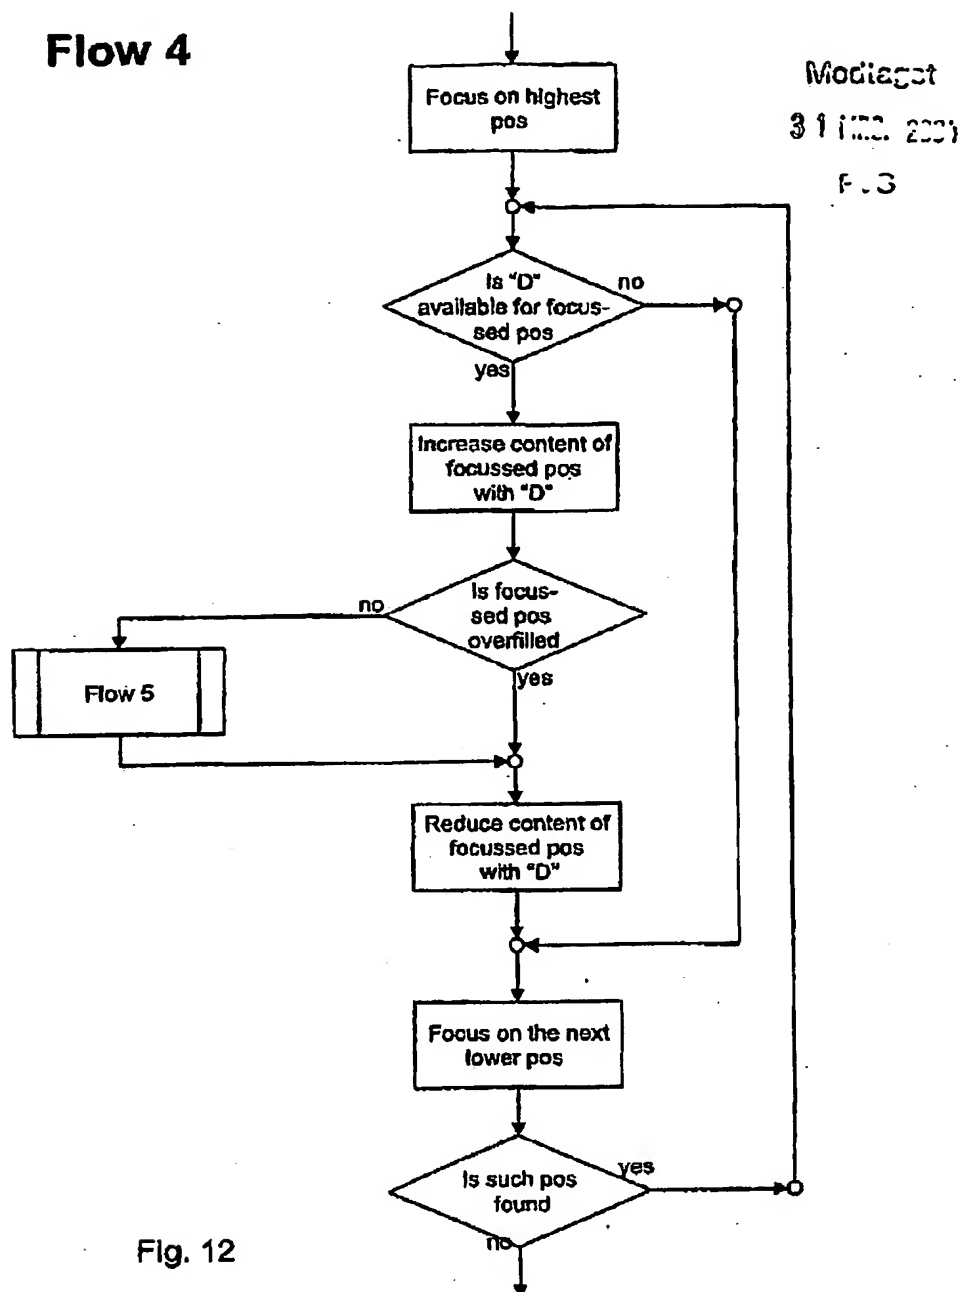 Flow 4
Modtaget
Focus on highest
pos
Is "D"
available for focus-
sed pos
no
yes
Increase content of
focussed pos
with "D"
Is focus-
sed pos
overfilled
no
yes
Flow 5
Reduce content of
focussed pos
with "D"
Focus on the next
lower pos
Is such pos
found
yes
no
Fig. 12